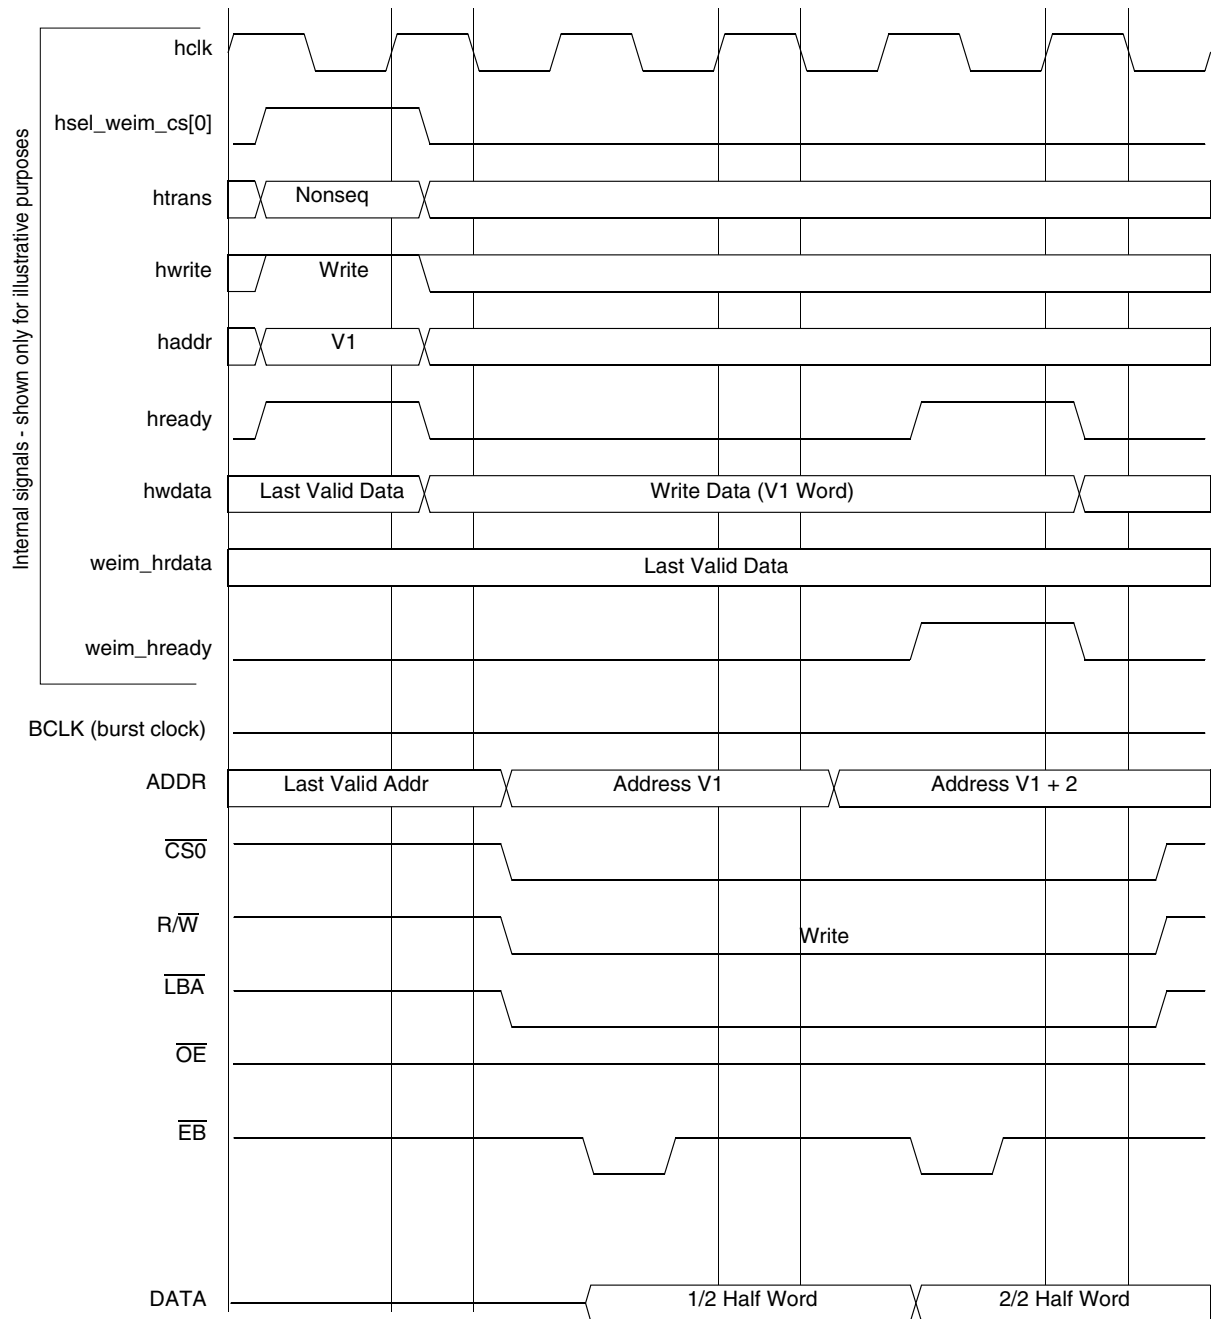 Internal signals - shown only for illustrative purposes
hclk
hsel_weim_cs[0]
htrans Nonseq
hwrite Write
haddr V1
hready
hwdata Last Valid Data Write Data (V1 Word)
weim_hrdata Last Valid Data
weim_hready
BCLK (burst clock)
ADDR Last Valid Addr Address V1 Address V1 + 2
CS0
R/W Write
LBA
OE
EB
DATA 1/2 Half Word 2/2 Half Word